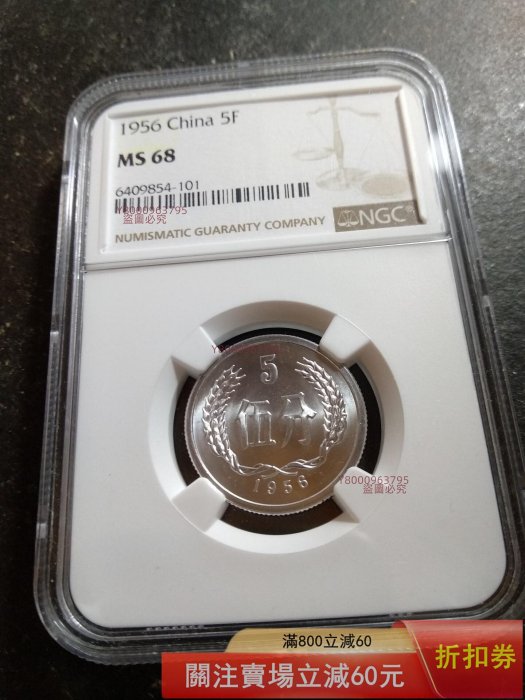 1956 China 5F
MS 68
6409854-101
Y8000963795
盜圖必究
NUMISMATIC GUARANTY COMPANY
NGC
5
伍分
1956
18000963795
盜圖必究
滿800立減60
關注賣場立減60元
折扣券